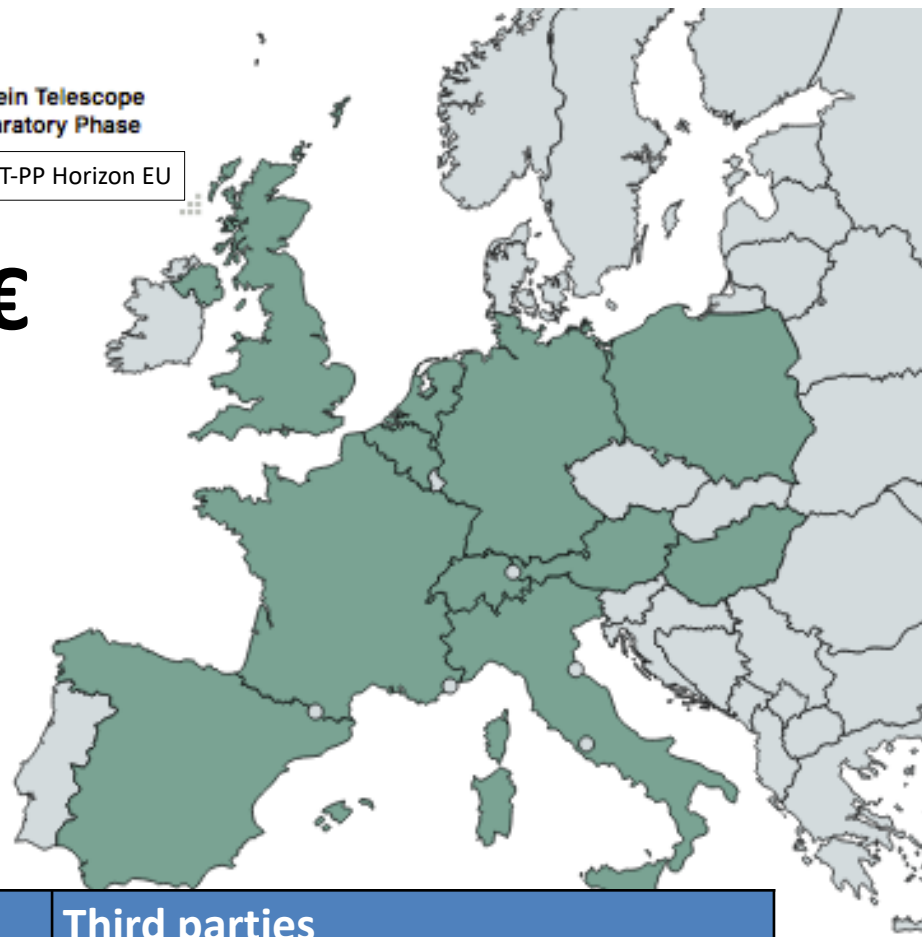 ein Telescope
aratory Phase
T-PP Horizon EU
€
Third parties